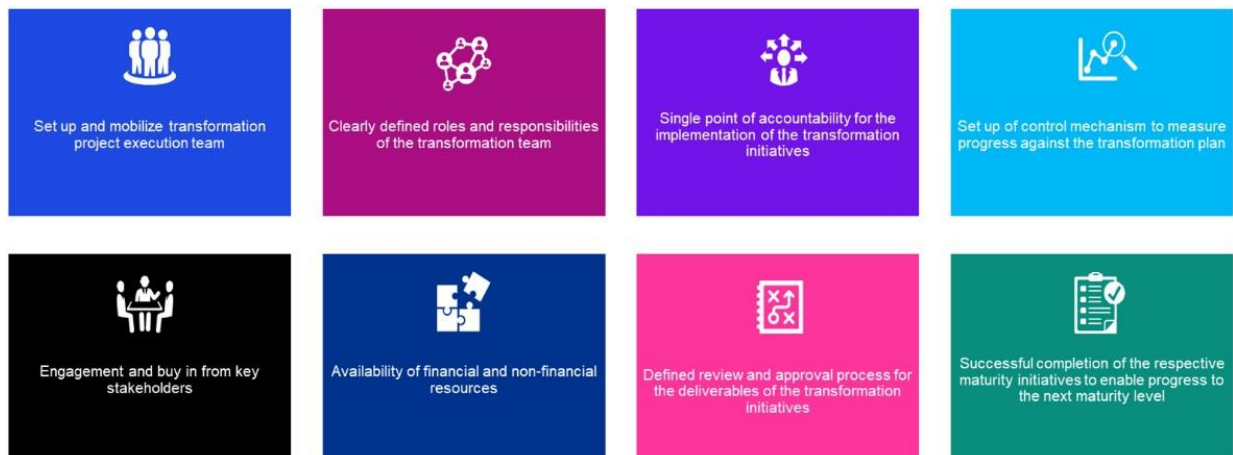 Set up and mobilize transformation
project execution team
Clearly defined roles and responsibilities
of the transformation team
Single point of accountability for the
implementation of the transformation
initiatives
Set up of control mechanism to measure
progress against the transformation plan
Engagement and buy in from key
stakeholders
Availability of financial and non-financial
resources
Defined review and approval process for
the deliverables of the transformation
initiatives
Successful completion of the respective
maturity initiatives to enable progress to
the next maturity level